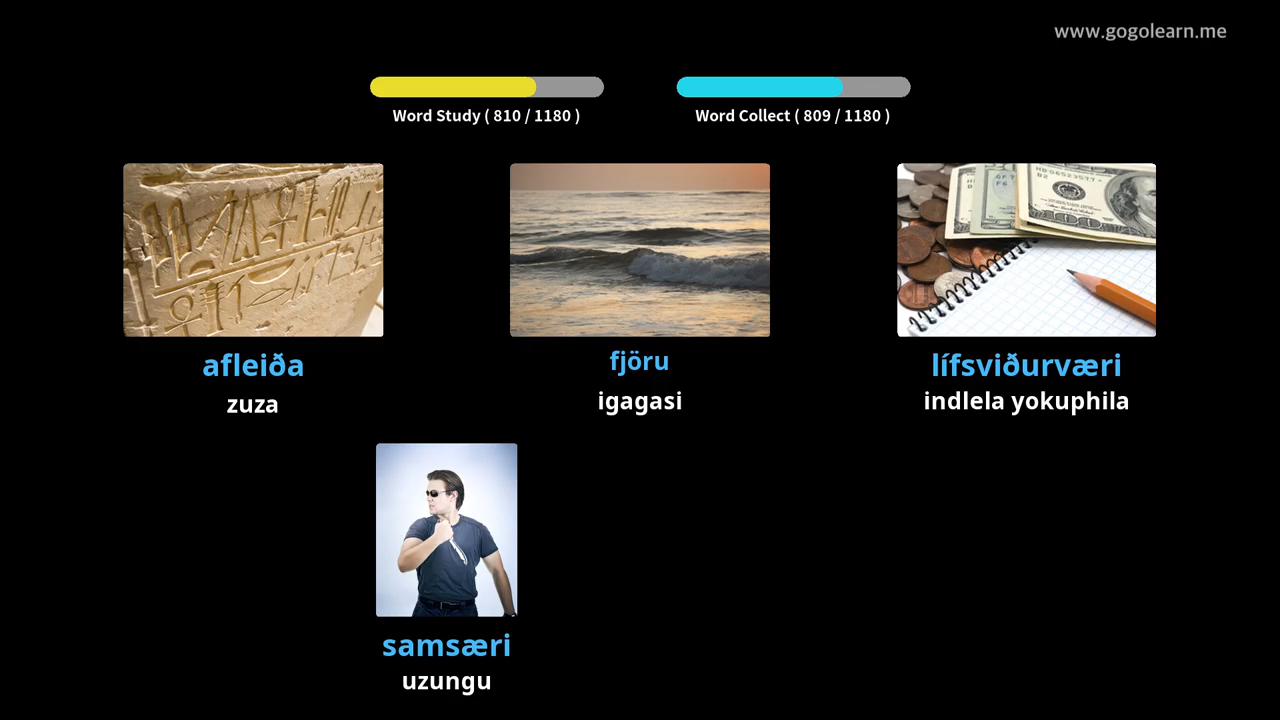 www.gogolearn.me
Word Study ( 810 / 1180 )
Word Collect ( 809 / 1180 )
afleiða
zuza
fjöru
igagasi
lífsviðurværi
indlela yokuphila
samsæri
uzungu